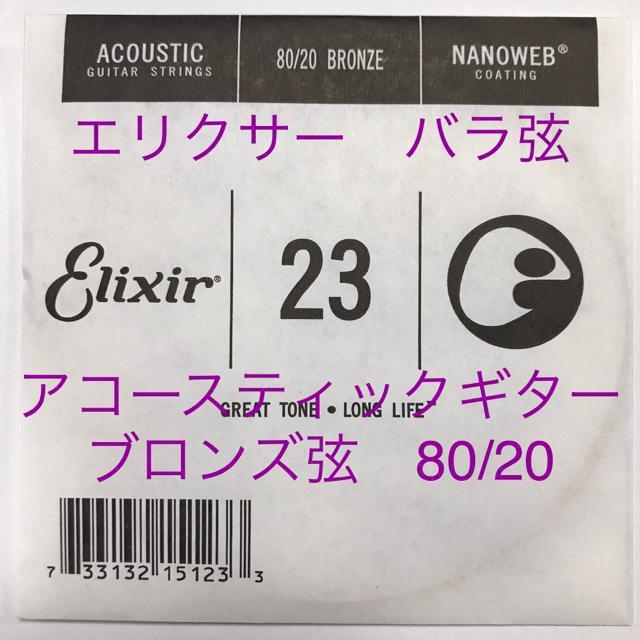 ACOUSTIC
GUITAR STRINGS
80/20 BRONZE
NANOWEB®
COATING
エリクサー　バラ弦
Elixir®
23
アコースティックギター
GREAT TONE • LONG LIFE™
ブロンズ弦　80/20
7 33132 15123 3